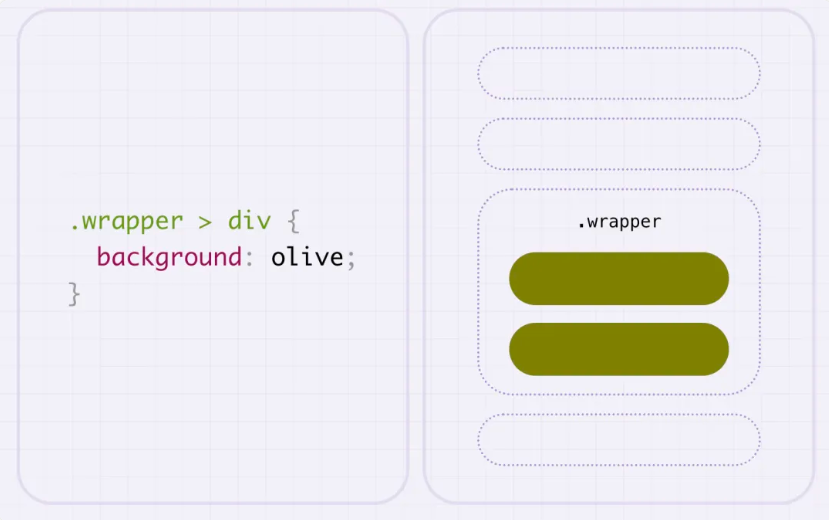 .wrapper > div {
  background: olive;
}
.wrapper